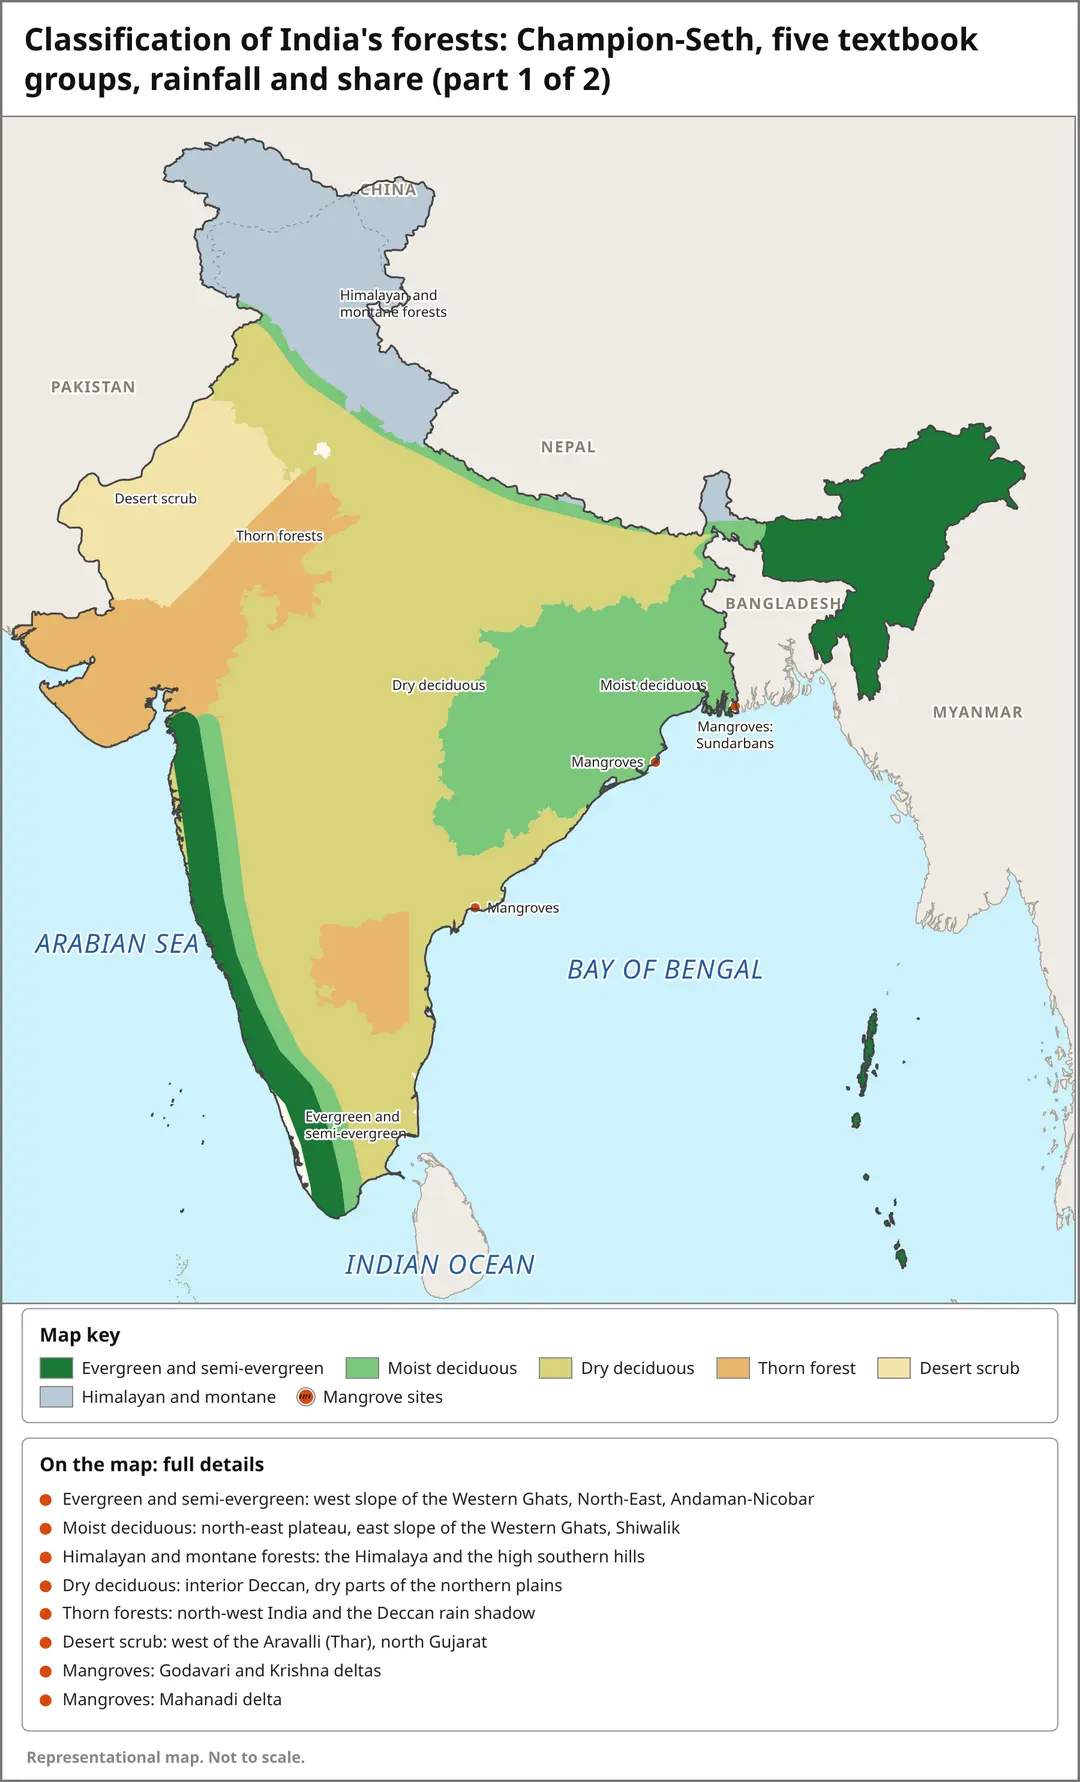 Classification of India's forests: Champion-Seth, five textbook
groups, rainfall and share (part 1 of 2)
CHINA
Himalayan and
montane forests
PAKISTAN
NEPAL
Desert scrub
Thorn forests
BANGLADESH
Dry deciduous
Moist deciduous
MYANMAR
Mangroves:
Sundarbans
Mangroves
Mangroves
ARABIAN SEA
BAY OF BENGAL
Evergreen and
semi-evergreen
INDIAN OCEAN
Map key
Evergreen and semi-evergreen
Moist deciduous
Dry deciduous
Thorn forest
Desert scrub
Himalayan and montane
Mangrove sites
On the map: full details
Evergreen and semi-evergreen: west slope of the Western Ghats, North-East, Andaman-Nicobar
Moist deciduous: north-east plateau, east slope of the Western Ghats, Shiwalik
Himalayan and montane forests: the Himalaya and the high southern hills
Dry deciduous: interior Deccan, dry parts of the northern plains
Thorn forests: north-west India and the Deccan rain shadow
Desert scrub: west of the Aravalli (Thar), north Gujarat
Mangroves: Godavari and Krishna deltas
Mangroves: Mahanadi delta
Representational map. Not to scale.